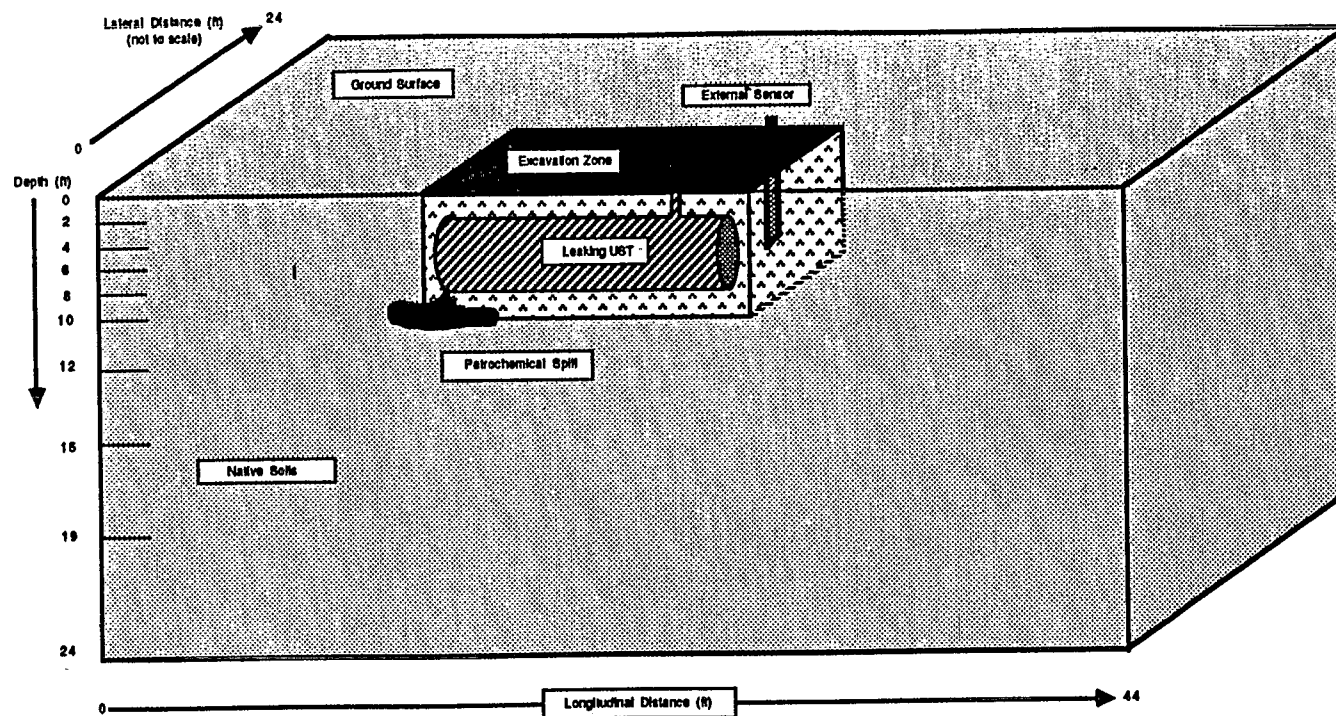 Lateral Distance (ft)
(not to scale)
24
0
Ground Surface
External Sensor
Excavation Zone
Depth (ft)
0
2
4
6
8
10
12
15
19
24
Leaking UST
Petrochemical Spill
Native Soils
0
Longitudinal Distance (ft)
44